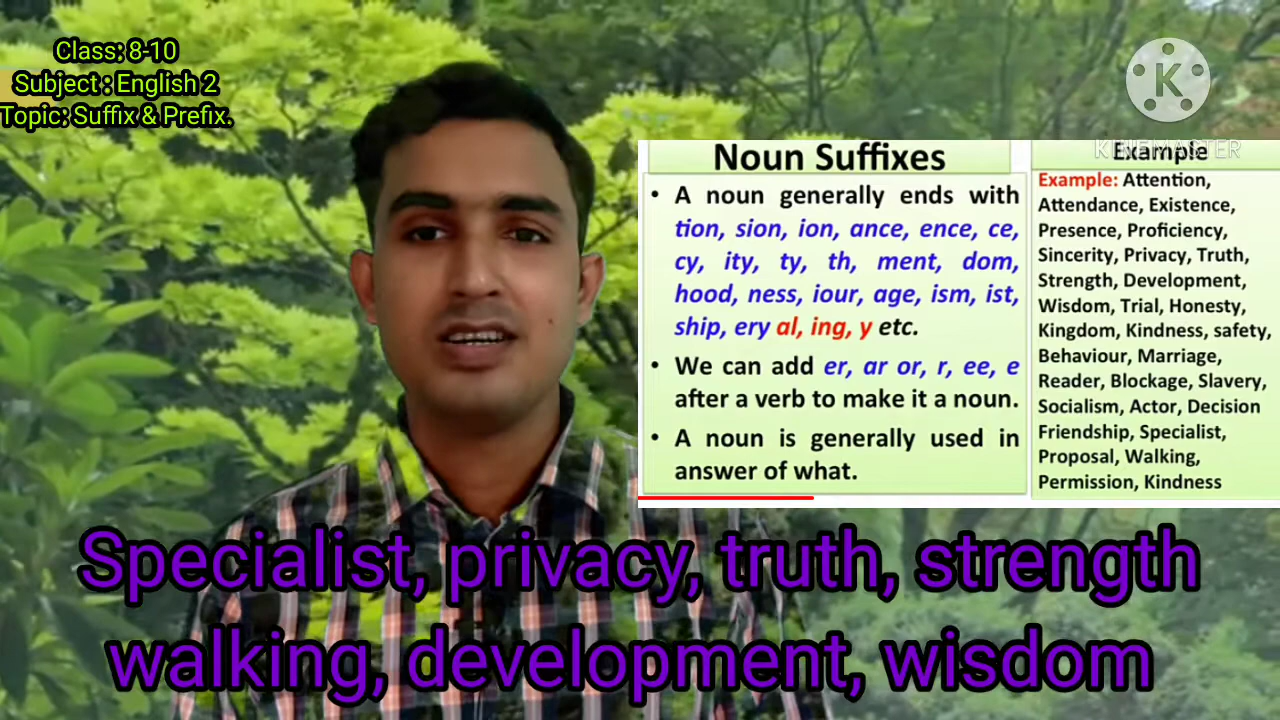 Class: 8-10
Subject : English 2
Topic: Suffix & Prefix.
K
KINEMASTER
Noun Suffixes
• A noun generally ends with
tion, sion, ion, ance, ence, ce,
cy, ity, ty, th, ment, dom,
hood, ness, iour, age, ism, ist,
ship, ery al, ing, y etc.
• We can add er, ar or, r, ee, e
after a verb to make it a noun.
• A noun is generally used in
answer of what.
Example
Example: Attention,
Attendance, Existence,
Presence, Proficiency,
Sincerity, Privacy, Truth,
Strength, Development,
Wisdom, Trial, Honesty,
Kingdom, Kindness, safety,
Behaviour, Marriage,
Reader, Blockage, Slavery,
Socialism, Actor, Decision
Friendship, Specialist,
Proposal, Walking,
Permission, Kindness
Specialist, privacy, truth, strength
walking, development, wisdom